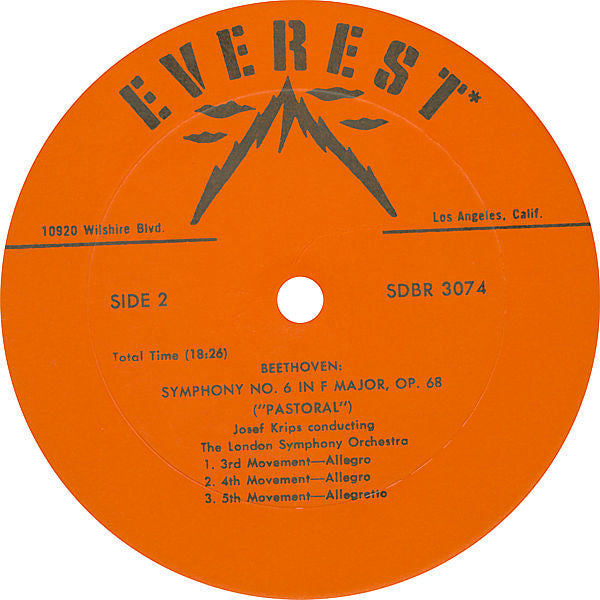 EVEREST*
10920 Wilshire Blvd.
Los Angeles, Calif.
SIDE 2
SDBR 3074
Total Time (18:26)
BEETHOVEN:
SYMPHONY NO. 6 IN F MAJOR, OP. 68
("PASTORAL")
Josef Krips conducting
The London Symphony Orchestra
1. 3rd Movement—Allegro
2. 4th Movement—Allegro
3. 5th Movement—Allegretto